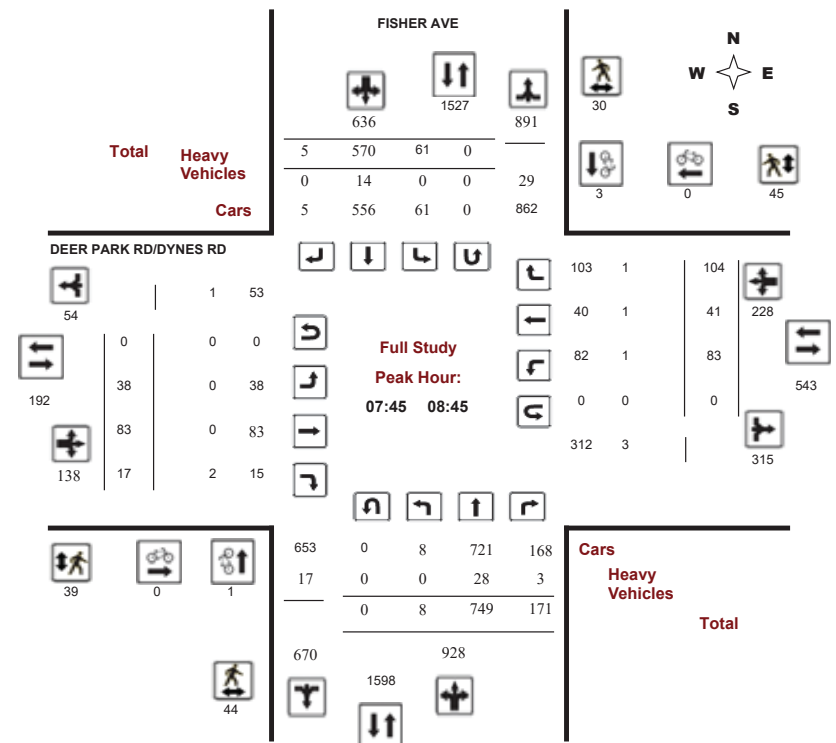 FISHER AVE
N
W E
S
1527
30
636 891
Total Heavy Vehicles
5 570 61 0
0 14 0 0 29
3 0 45
Cars 5 556 61 0 862
DEER PARK RD/DYNES RD
54 1 53
103 1 104
228
40 1 41
0 0 0
Full Study
192
38 0 38
82 1 83
543
Peak Hour:
07:45 08:45
0 0 0
83 0 83
312 3 315
138 17 2 15
653 0 8 721 168 Cars
17 0 0 28 3 Heavy Vehicles
39 0 1
0 8 749 171 Total
670 928
1598
44